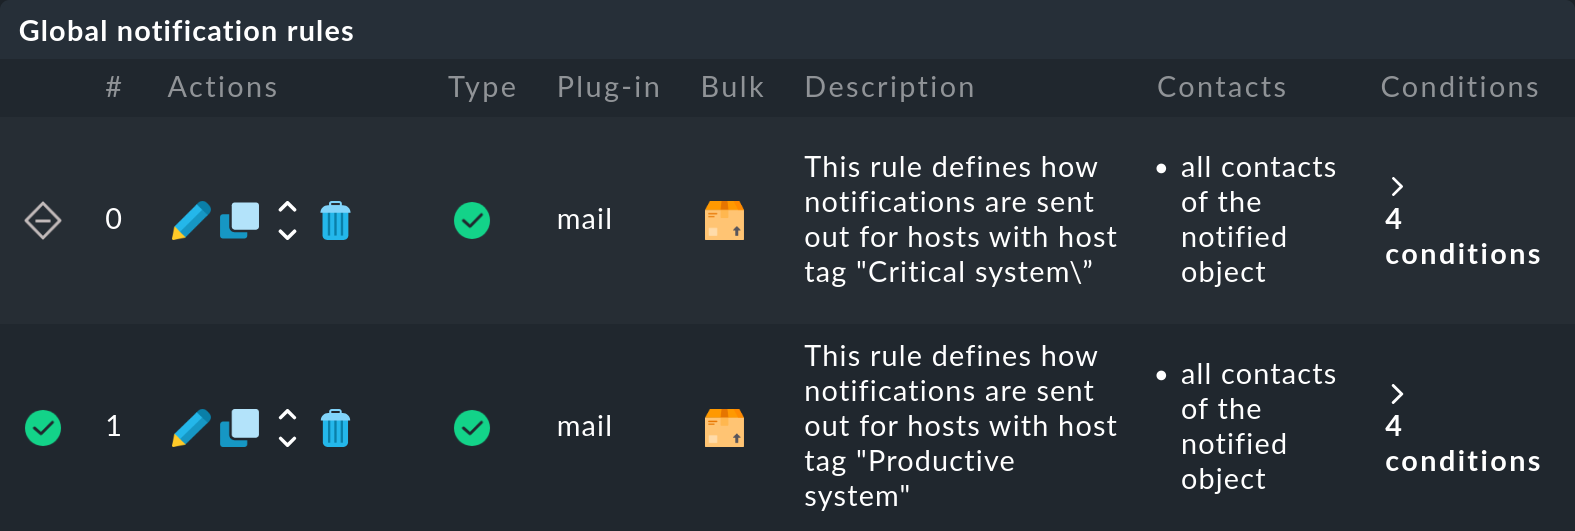 Global notification rules
# Actions Type Plug-in Bulk Description Contacts Conditions
0
mail
This rule defines how
notifications are sent
out for hosts with host
tag "Critical system\”
• all contacts
of the
notified
object
4
conditions
1
mail
This rule defines how
notifications are sent
out for hosts with host
tag "Productive
system"
• all contacts
of the
notified
object
4
conditions